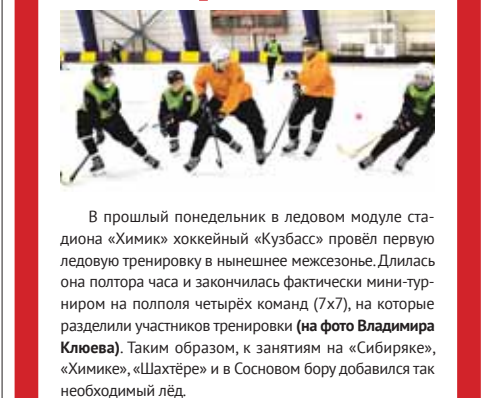 В прошлый понедельник в ледовом модуле ста-
диона «Химик» хоккейный «Кузбасс» провёл первую
ледовую тренировку в нынешнее межсезонье. Длилась
она полтора часа и закончилась фактически мини-тур-
ниром на полполя четырёх команд (7х7), на которые
разделили участников тренировки (на фото Владимира
Клюева). Таким образом, к занятиям на «Сибиряке»,
«Химике», «Шахтёре» и в Сосновом бору добавился так
необходимый лёд.